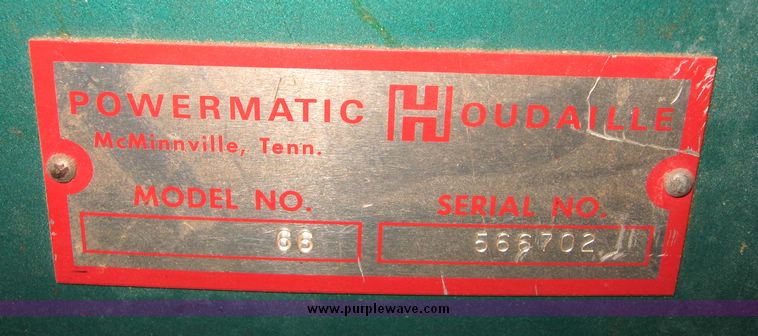 POWERMATIC HOUDAILLE
McMinnville, Tenn.
MODEL NO. SERIAL NO.
66 566702
www.purplewave.com